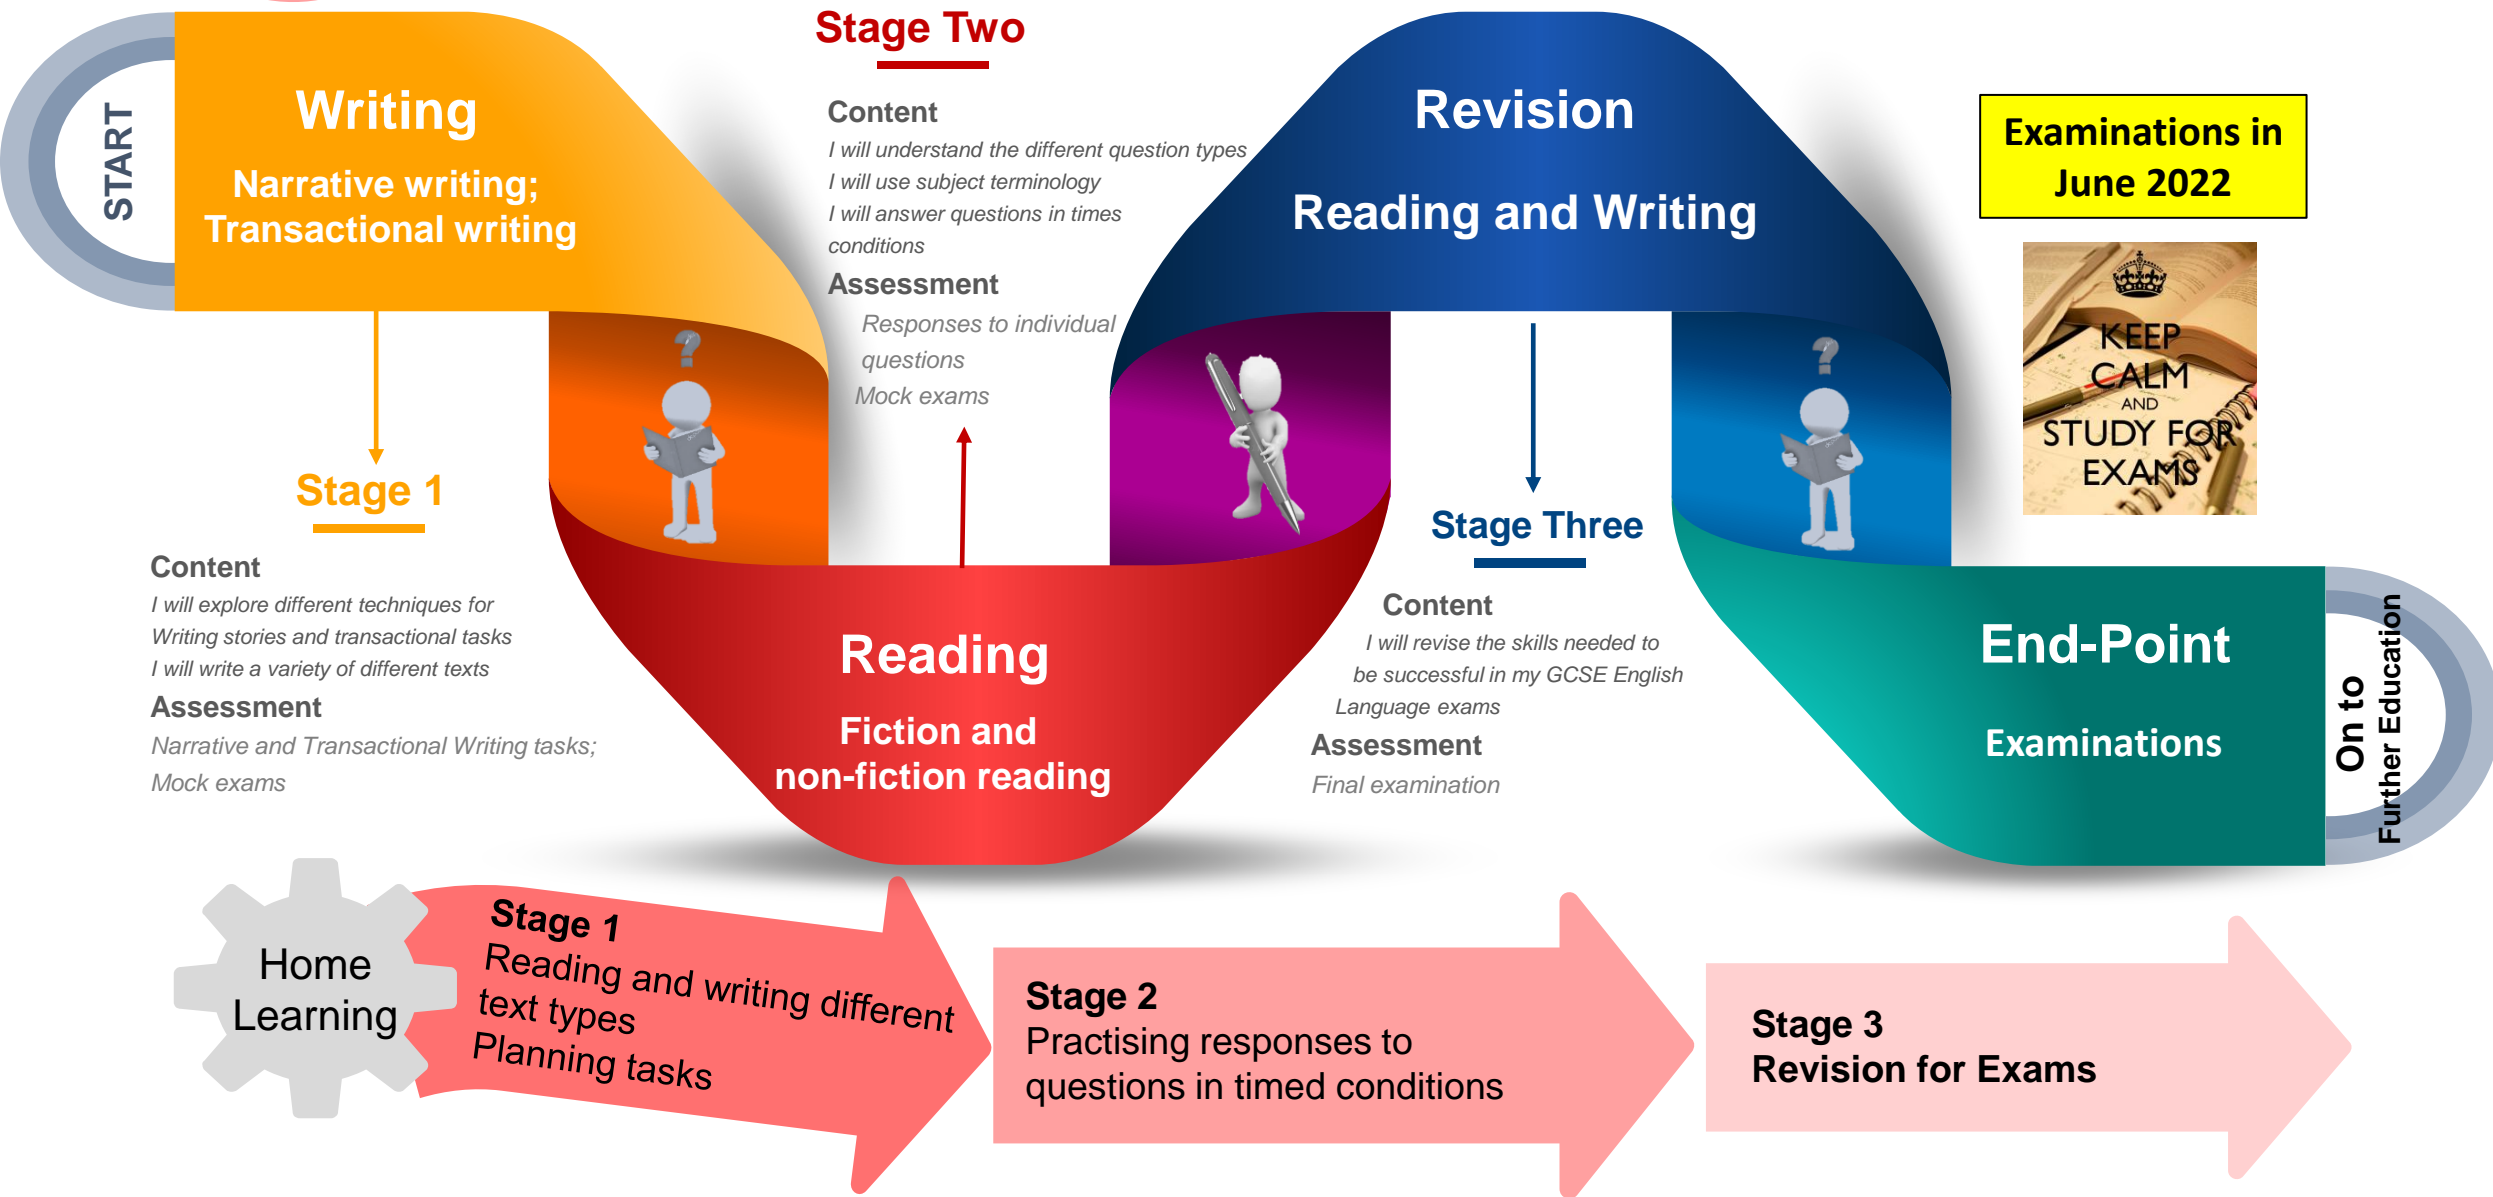 START
Writing
Narrative writing;
Transactional writing
Stage 1
Content
I will explore different techniques for
Writing stories and transactional tasks
I will write a variety of different texts
Assessment
Narrative and Transactional Writing tasks;
Mock exams
Stage Two
Content
I will understand the different question types
I will use subject terminology
I will answer questions in times
conditions
Assessment
Responses to individual
questions
Mock exams
?
Reading
Fiction and
non-fiction reading
Revision
Reading and Writing
Stage Three
Content
I will revise the skills needed to
be successful in my GCSE English
Language exams
Assessment
Final examination
?
Examinations in
June 2022
KEEP
CALM
AND
STUDY FOR
EXAMS
End-Point
Examinations
On to
Further Education
Home
Learning
Stage 1
Reading and writing different
text types
Planning tasks
Stage 2
Practising responses to
questions in timed conditions
Stage 3
Revision for Exams